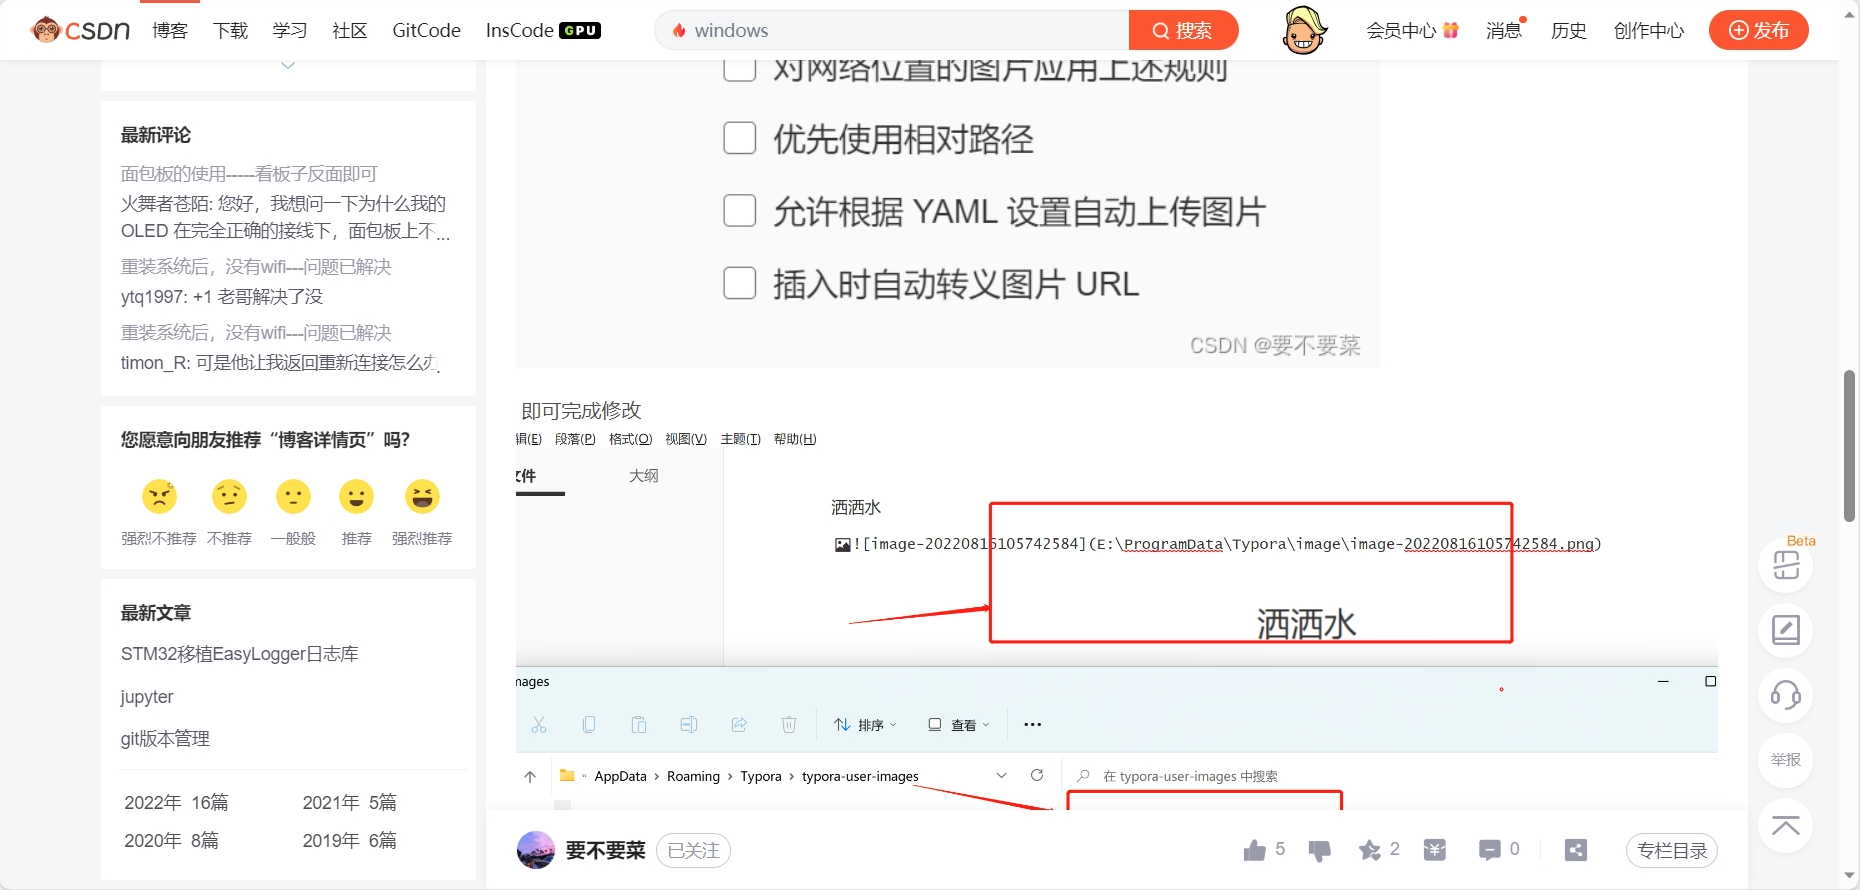 CSDN 博客 下载 学习 社区 GitCode InsCode GPU windows 搜索 会员中心 消息 历史 创作中心 发布
最新评论
面包板的使用-----看板子反面即可
火舞者苍陌: 您好，我想问一下为什么我的
OLED 在完全正确的接线下，面包板上不...
重装系统后，没有wifi---问题已解决
ytq1997: +1 老哥解决了没
重装系统后，没有wifi---问题已解决
timon_R: 可是他让我返回重新连接怎么办
您愿意向朋友推荐“博客详情页”吗？
强烈不推荐 不推荐 一般般 推荐 强烈推荐
最新文章
STM32移植EasyLogger日志库
jupyter
git版本管理
2022年 16篇 2021年 5篇
2020年 8篇 2019年 6篇
对网络位置的图片应用上述规则
优先使用相对路径
允许根据 YAML 设置自动上传图片
插入时自动转义图片 URL
CSDN @要不要菜
即可完成修改
辑(E) 段落(P) 格式(O) 视图(V) 主题(T) 帮助(H)
文件 大纲
洒洒水
![image-20220816105742584](E:\ProgramData\Typora\image\image-20220816105742584.png)
洒洒水
mages
排序 查看 ...
AppData › Roaming › Typora › typora-user-images 在 typora-user-images 中搜索
要不要菜 已关注 5 2 0 专栏目录
Beta
举报